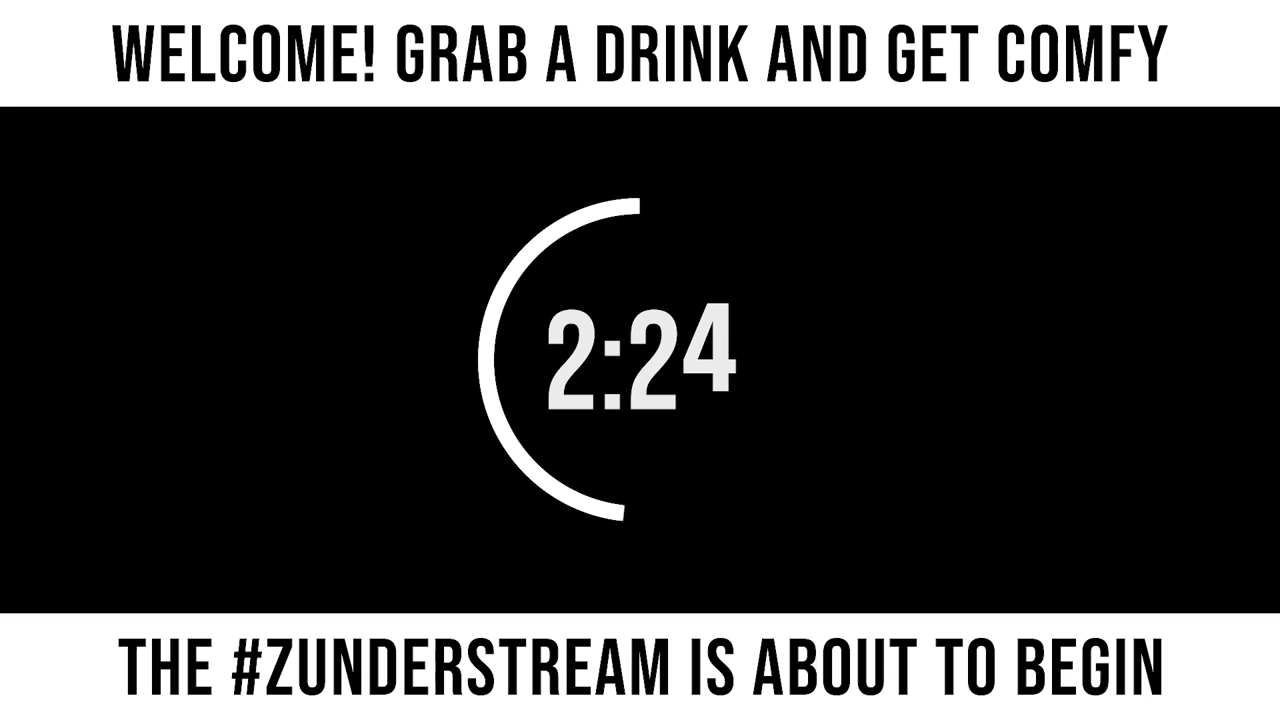 WELCOME! GRAB A DRINK AND GET COMFY
2:24
THE #ZUNDERSTREAM IS ABOUT TO BEGIN